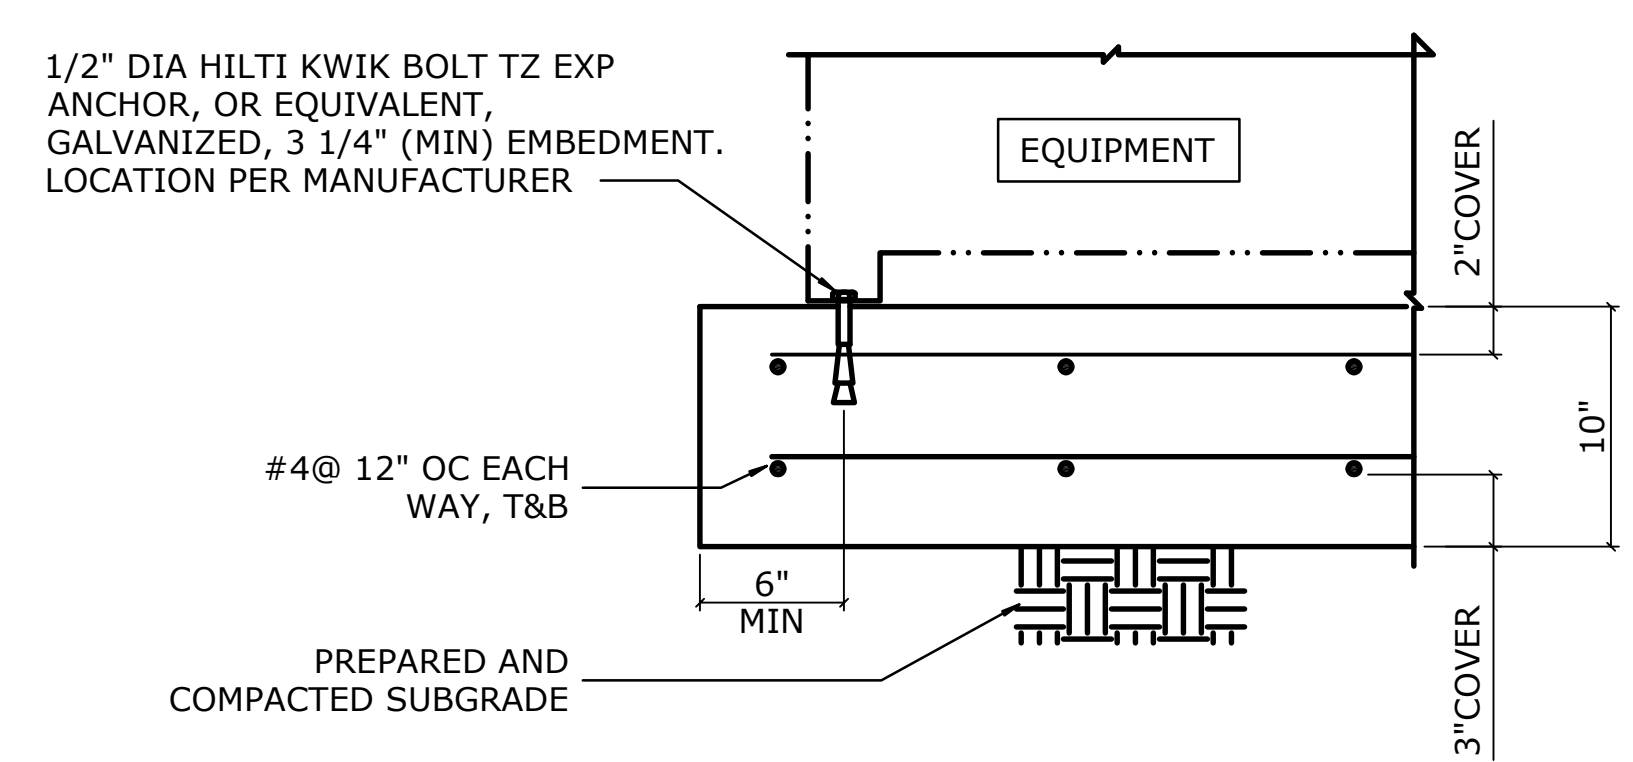 1/2" DIA HILTI KWIK BOLT TZ EXP
ANCHOR, OR EQUIVALENT,
GALVANIZED, 3 1/4" (MIN) EMBEDMENT.
LOCATION PER MANUFACTURER
EQUIPMENT
2"COVER
10"
#4@ 12" OC EACH
WAY, T&B
6"
MIN
3"COVER
PREPARED AND
COMPACTED SUBGRADE